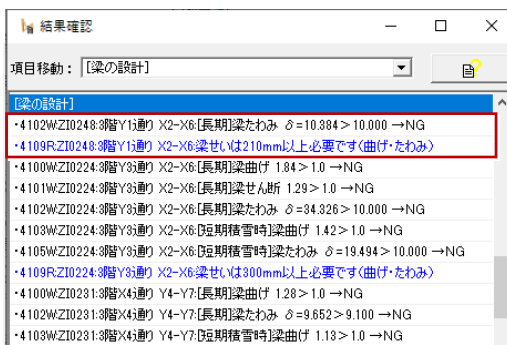 結果確認
項目移動： [梁の設計]
[梁の設計]
・4102W:ZI0248:3階Y1通り X2-X6:[長期]梁たわみ δ=10.384＞10.000 →NG
・4109R:ZI0248:3階Y1通り X2-X6:梁せいは210mm以上必要です(曲げ・たわみ)
・4100W:ZI0224:3階Y3通り X2-X6:[長期]梁曲げ 1.84＞1.0 →NG
・4101W:ZI0224:3階Y3通り X2-X6:[長期]梁せん断 1.29＞1.0 →NG
・4102W:ZI0224:3階Y3通り X2-X6:[長期]梁たわみ δ=34.326＞10.000 →NG
・4103W:ZI0224:3階Y3通り X2-X6:[短期積雪時]梁曲げ 1.42＞1.0 →NG
・4105W:ZI0224:3階Y3通り X2-X6:[短期積雪時]梁たわみ δ=19.494＞10.000 →NG
・4109R:ZI0224:3階Y3通り X2-X6:梁せいは300mm以上必要です(曲げ・たわみ)
・4100W:ZI0231:3階X4通り Y4-Y7:[長期]梁曲げ 1.28＞1.0 →NG
・4102W:ZI0231:3階X4通り Y4-Y7:[長期]梁たわみ δ=9.652＞9.100 →NG
・4103W:ZI0231:3階X4通り Y4-Y7:[短期積雪時]梁曲げ 1.13＞1.0 →NG